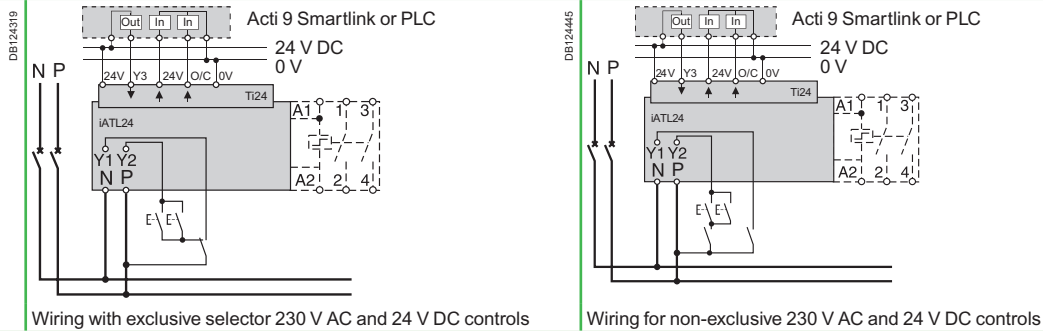 DB124319
Out In In
Acti 9 Smartlink or PLC
24 V DC
0 V
N P
24V Y3 24V O/C 0V
Ti24
iATL24
A1 1 3
Y1 Y2
N P
A2 2 4
E E
Wiring with exclusive selector 230 V AC and 24 V DC controls
DB124445
Out In In
Acti 9 Smartlink or PLC
24 V DC
0 V
N P
24V Y3 24V O/C 0V
Ti24
iATL24
A1 1 3
Y1 Y2
N P
A2 2 4
E E
Wiring for non-exclusive 230 V AC and 24 V DC controls